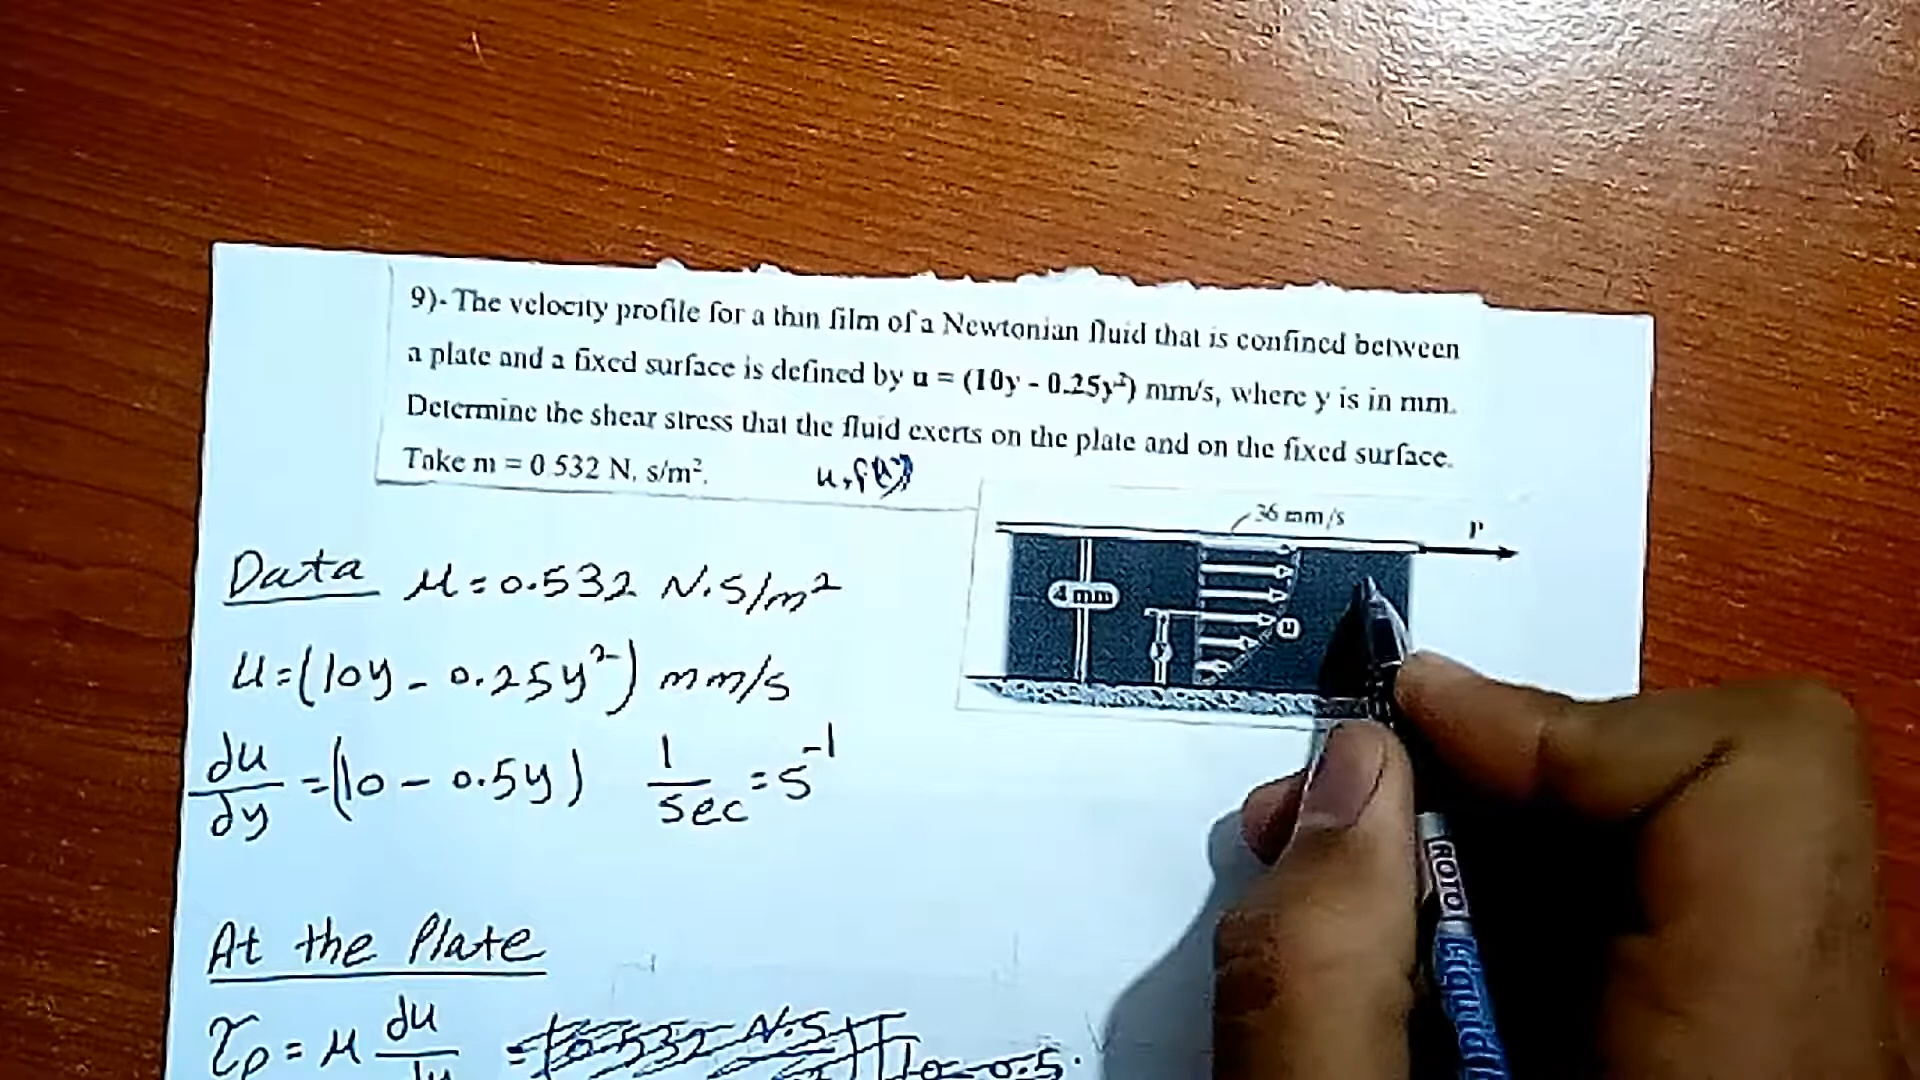 9)- The velocity profile for a thin film of a Newtonian fluid that is confined between
a plate and a fixed surface is defined by u = (10y - 0.25y²) mm/s, where y is in mm.
Determine the shear stress that the fluid exerts on the plate and on the fixed surface.
Take m = 0 532 N. s/m².
36 mm/s
P
4 mm
u
y
Data μ = 0.532 N.S/m²
u = (10y - 0.25y²) mm/s
du/dy = (10 - 0.5y) 1/sec = s⁻¹
At the Plate
τp = μ du
ROTO
Liquid